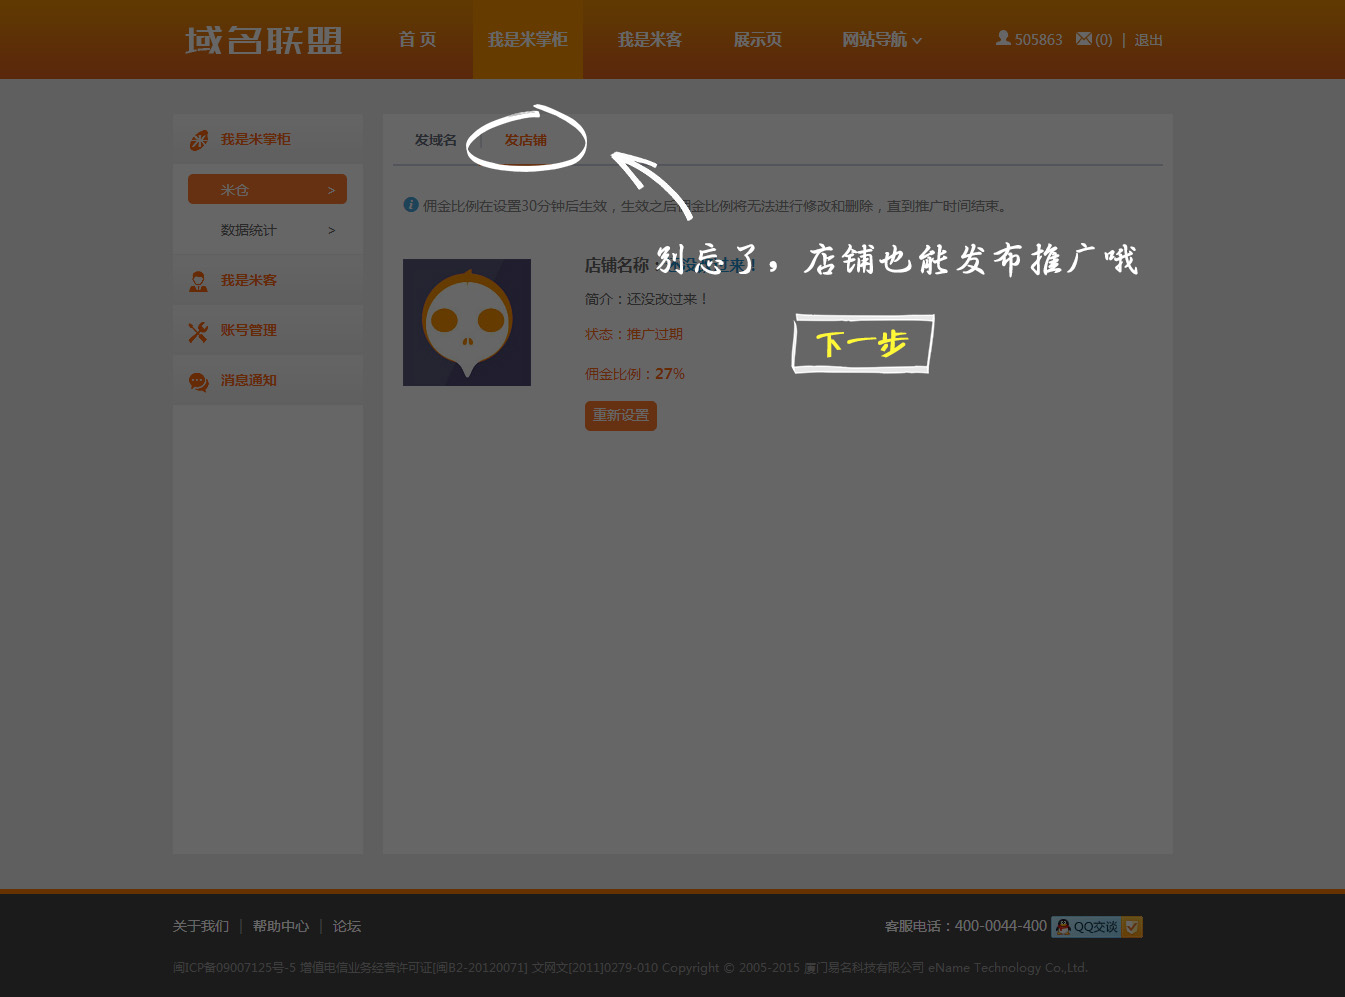 域名联盟
首 页
我是米掌柜
我是米客
展示页
网站导航
505863
(0) | 退出
我是米掌柜
米仓 >
数据统计 >
我是米客
账号管理
消息通知
发域名 | 发店铺
佣金比例在设置30分钟后生效，生效之后佣金比例将无法进行修改和删除，直到推广时间结束。
别忘了，店铺也能发布推广哦
店铺名称：还没改过来！
简介：还没改过来！
状态：推广过期
下一步
佣金比例：27%
重新设置
关于我们 | 帮助中心 | 论坛
客服电话：400-0044-400 QQ交谈
闽ICP备09007125号-5 增值电信业务经营许可证[闽B2-20120071] 文网文[2011]0279-010 Copyright © 2005-2015 厦门易名科技有限公司 eName Technology Co.,Ltd.